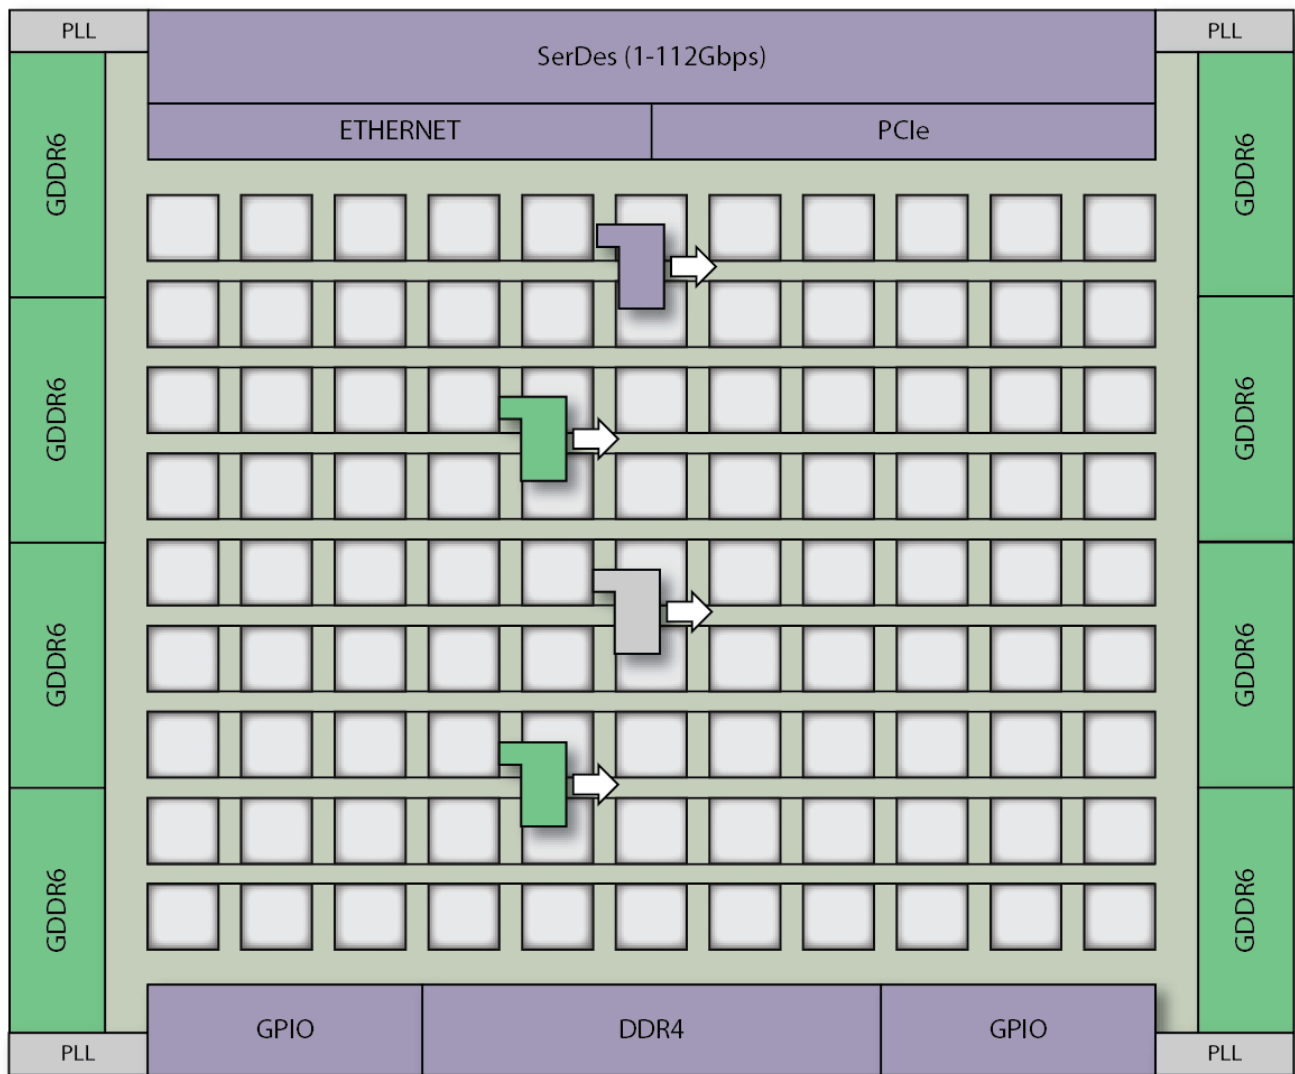 PLL
SerDes (1-112Gbps)
PLL
ETHERNET
PCIe
GDDR6
GDDR6
GDDR6
GDDR6
GDDR6
GDDR6
GDDR6
GDDR6
GPIO
DDR4
GPIO
PLL
PLL